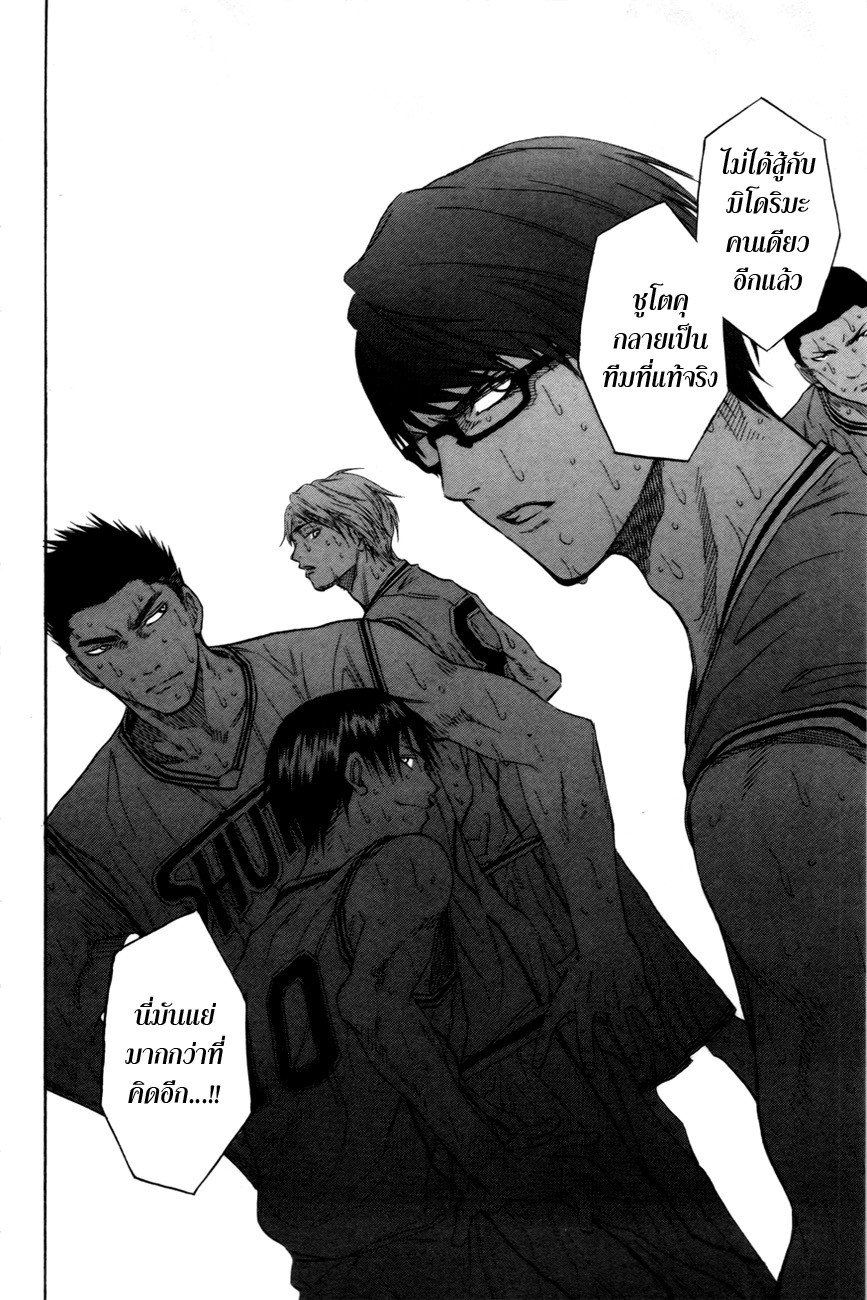 ไม่ได้สู้กับ
มิโดริมะ
คนเดียว
อีกแล้ว
ชูโตคุ
กลายเป็น
ทีมที่แท้จริง
SHU
0
นี่มันแย่
มากกว่าที่
คิดอีก...!!